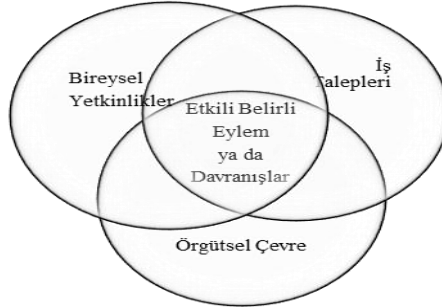 Bireysel
Yetkinlikler
İş
Talepleri
Etkili Belirli
Eylem
ya da
Davranışlar
Örgütsel Çevre